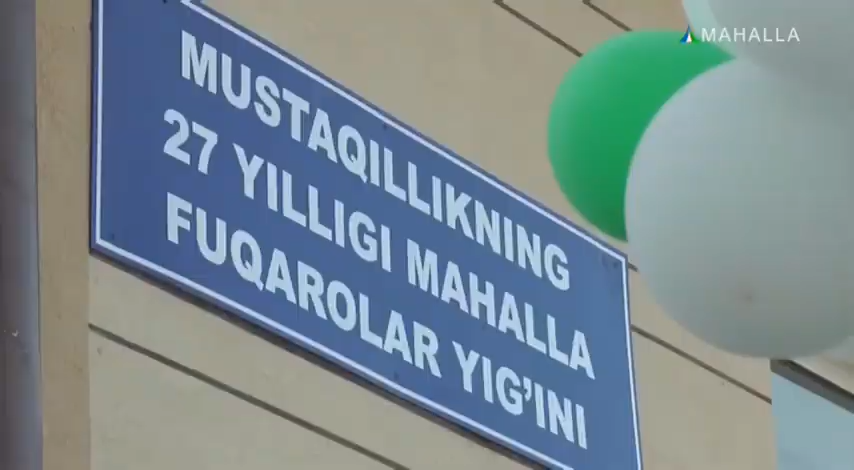 MAHALLA
MUSTAQILLIKNING
27 YILLIGI MAHALLA
FUQAROLAR YIG'INI